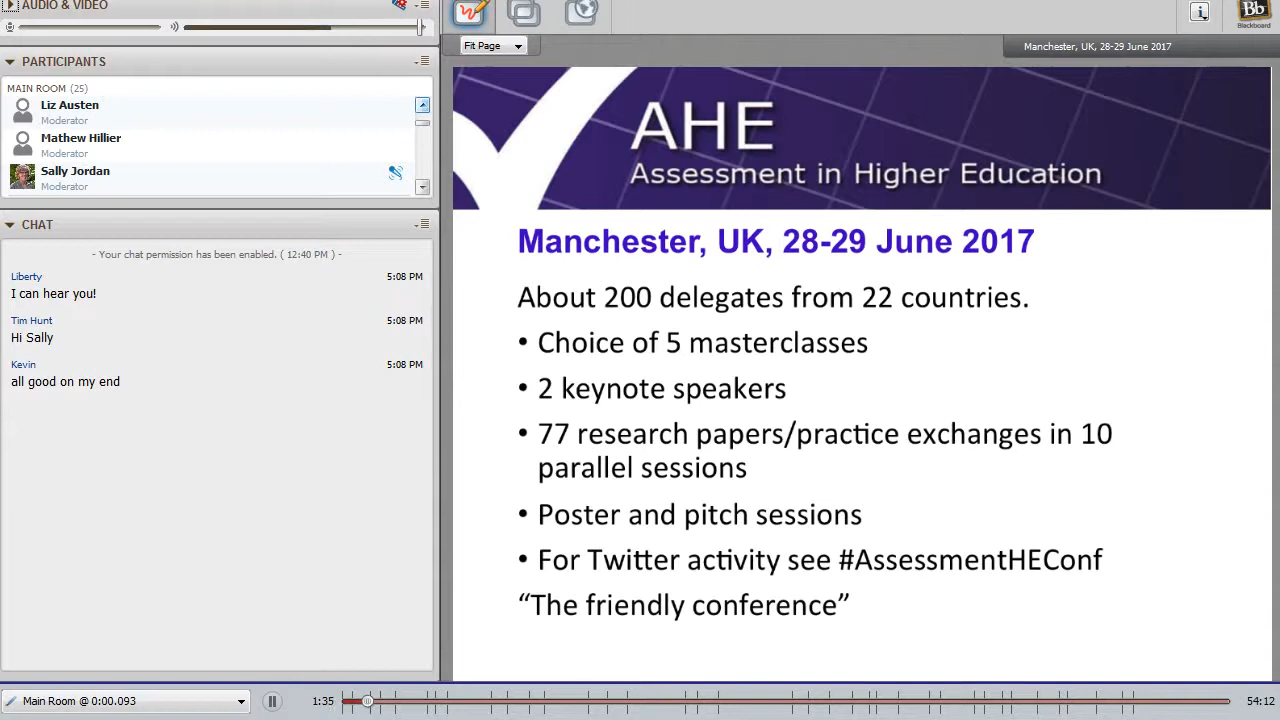 AUDIO & VIDEO
PARTICIPANTS
MAIN ROOM (25)
Liz Austen
Moderator
Mathew Hillier
Moderator
Sally Jordan
Moderator
CHAT
- Your chat permission has been enabled. ( 12:40 PM ) -
Liberty 5:08 PM
I can hear you!
Tim Hunt 5:08 PM
Hi Sally
Kevin 5:08 PM
all good on my end
Main Room @ 0:00.093
1:35
54:12
Fit Page
Manchester, UK, 28-29 June 2017
Bb
Blackboard
AHE
Assessment in Higher Education
Manchester, UK, 28-29 June 2017
About 200 delegates from 22 countries.
• Choice of 5 masterclasses
• 2 keynote speakers
• 77 research papers/practice exchanges in 10
parallel sessions
• Poster and pitch sessions
• For Twitter activity see #AssessmentHEConf
“The friendly conference”